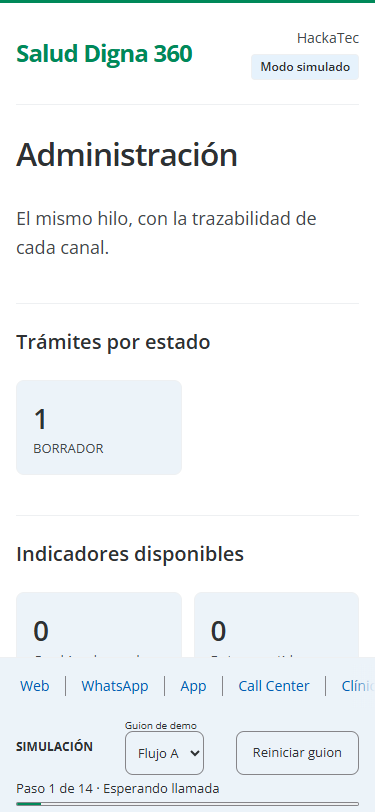 Salud Digna 360
HackaTec
Modo simulado
Administración
El mismo hilo, con la trazabilidad de
cada canal.
Trámites por estado
1
BORRADOR
Indicadores disponibles
0
0
Web
WhatsApp
App
Call Center
Clínic
Guion de demo
SIMULACIÓN
Flujo A
Reiniciar guion
Paso 1 de 14 · Esperando llamada